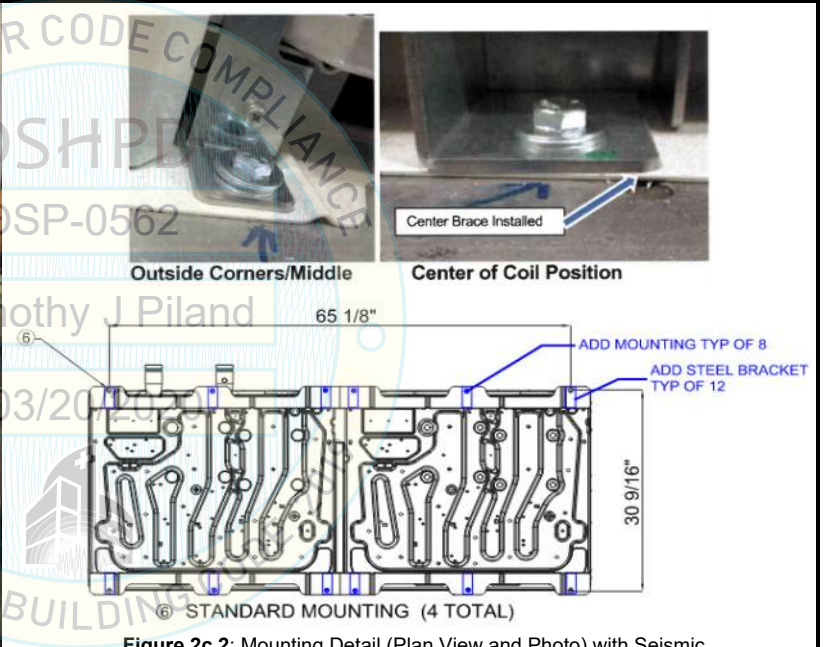 R CODE COMPLIANCE
OSHPD
OSP-0562
Center Brace Installed
Outside Corners/Middle
Center of Coil Position
Timothy J Piland
65 1/8"
6
ADD MOUNTING TYP OF 8
ADD STEEL BRACKET
TYP OF 12
03/20/2020
30 9/16"
6 STANDARD MOUNTING (4 TOTAL)
BUILDING CODE 2019
Figure 2c.2: Mounting Detail (Plan View and Photo) with Seismic